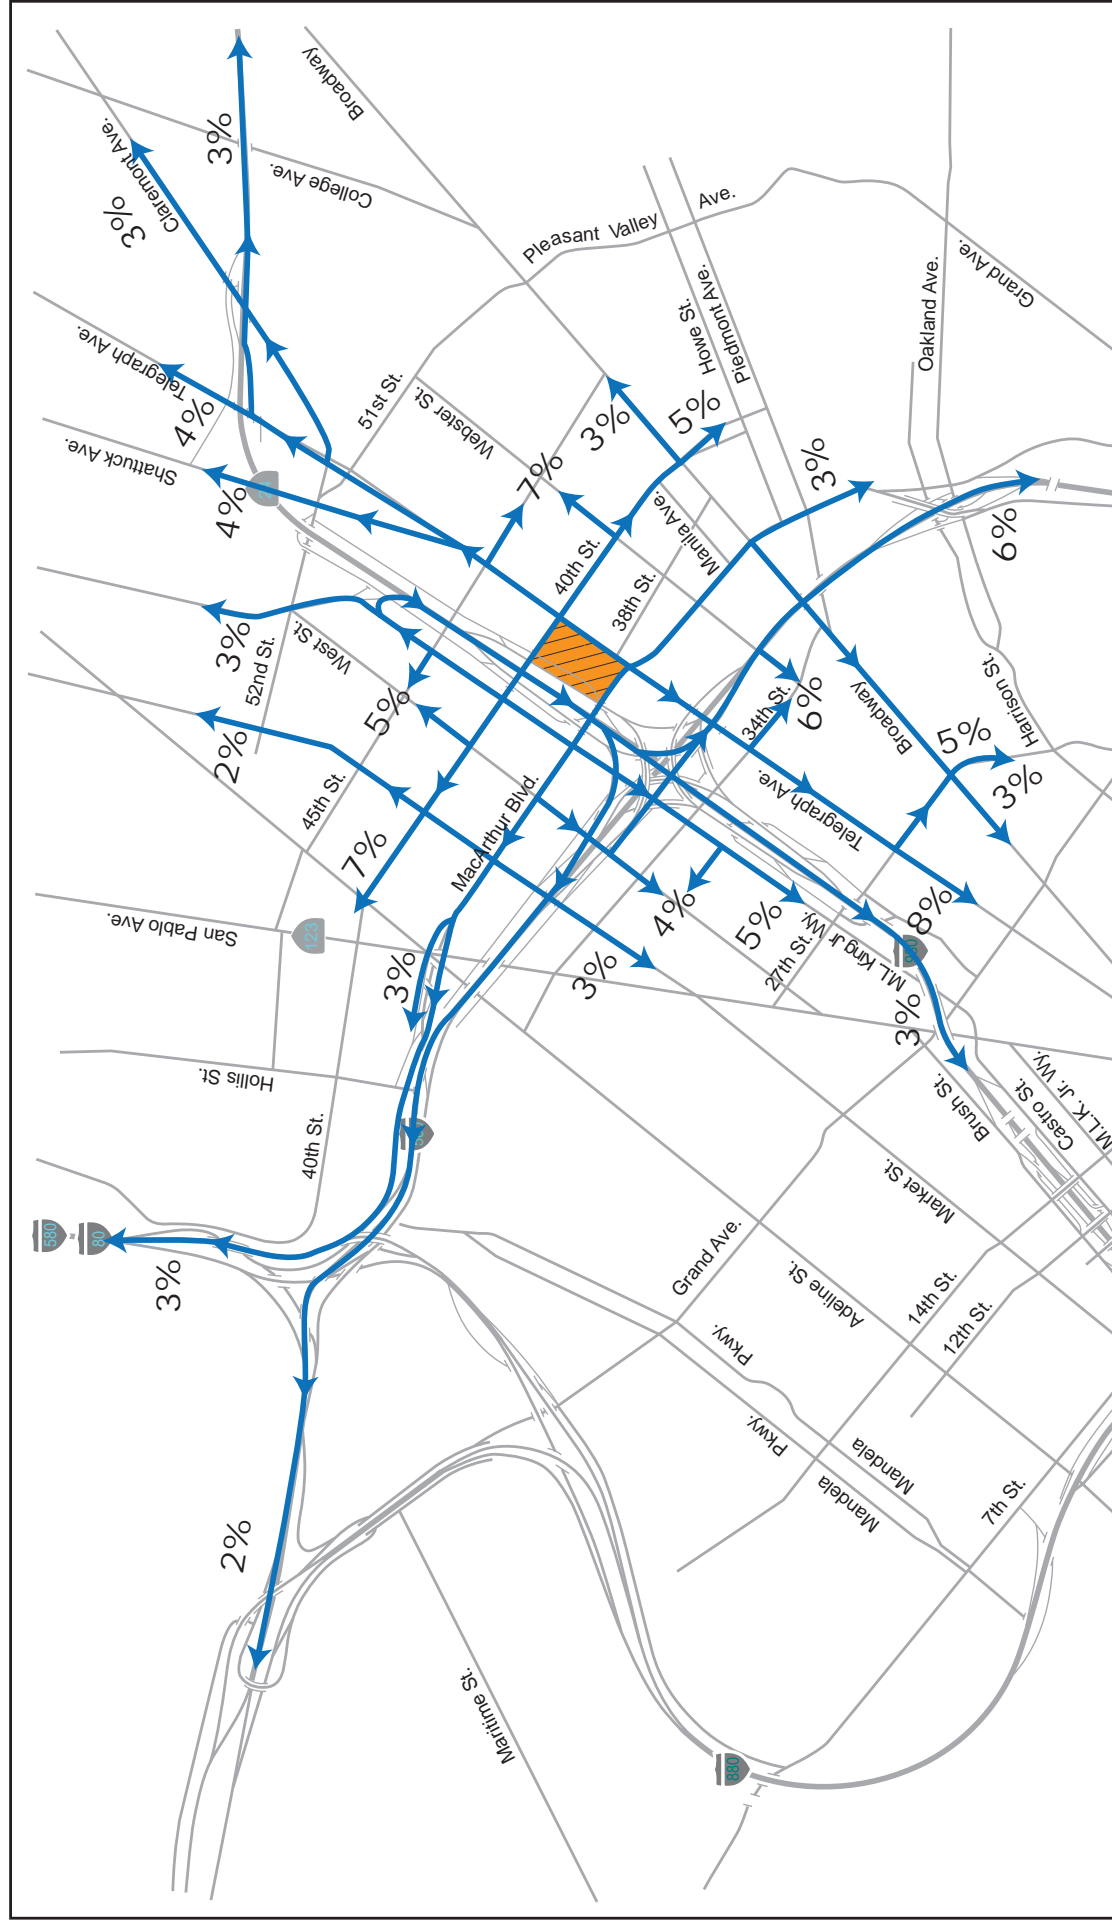 Broadway
3%
Claremont Ave.
College Ave.
3%
Pleasant Valley Ave.
Telegraph Ave.
4%
Shattuck Ave.
4%
51st St.
Webster St.
Howe St.
Piedmont Ave.
Oakland Ave.
Grand Ave.
3%
5%
7%
3%
Manila Ave.
40th St.
38th St.
6%
3%
52nd St.
West St.
5%
2%
45th St.
34th St.
6%
Broadway
Harrison St.
5%
3%
7%
MacArthur Blvd.
Telegraph Ave.
San Pablo Ave.
123
3%
4%
5%
3%
27th St.
M.L King Jr Wy.
8%
980
3%
Hollis St.
40th St.
Brush St.
Castro St.
M.L.K. Jr. Wy.
Market St.
580
80
3%
Grand Ave.
Adeline St.
14th St.
12th St.
Pkwy.
Pkwy.
Mandela
Mandela
7th St.
2%
Maritime St.
880